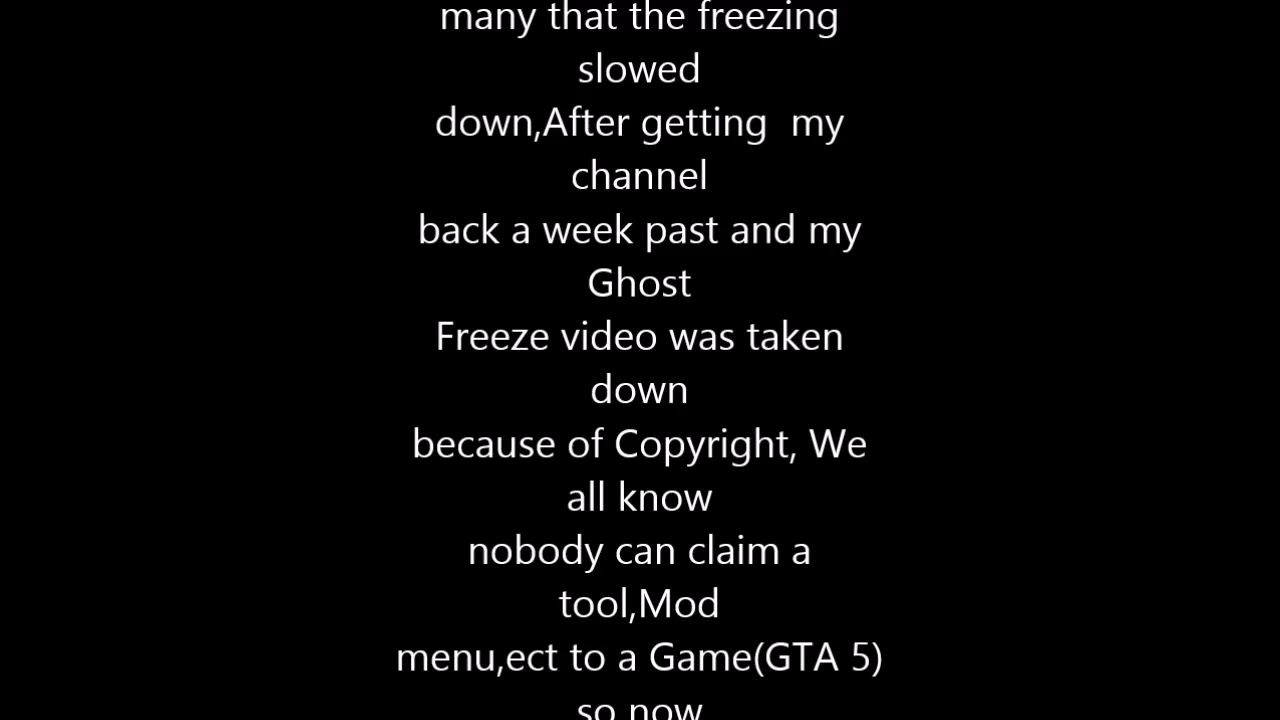 many that the freezing
slowed
down,After getting  my
channel
back a week past and my
Ghost
Freeze video was taken
down
because of Copyright, We
all know
nobody can claim a
tool,Mod
menu,ect to a Game(GTA 5)
so now